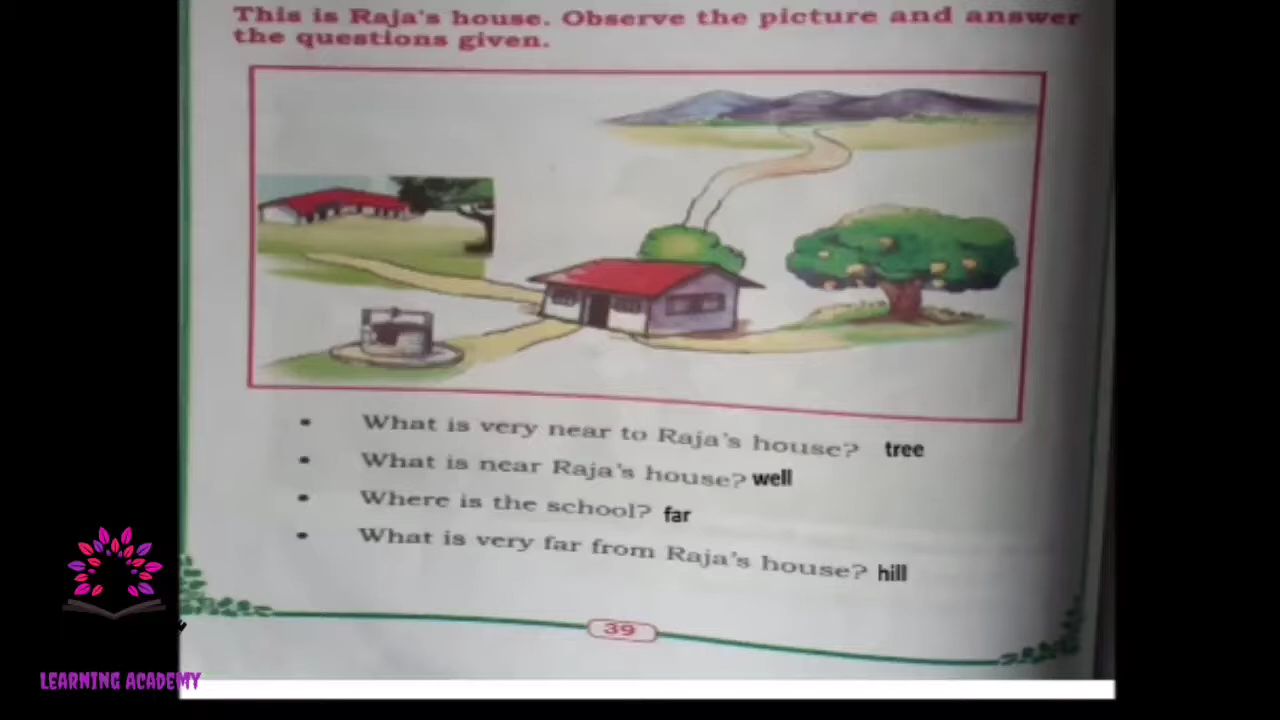 This is Raja's house. Observe the picture and answer
the questions given.
• What is very near to Raja's house? tree
• What is near Raja's house? well
• Where is the school? far
• What is very far from Raja's house? hill
39
LEARNING ACADEMY